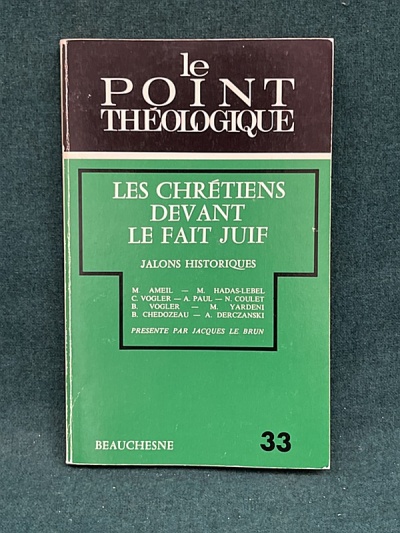 le
POINT
THÉOLOGIQUE
LES CHRÉTIENS
DEVANT
LE FAIT JUIF
JALONS HISTORIQUES
M. AMEIL — M. HADAS-LEBEL
C. VOGLER — A. PAUL — N. COULET
B. VOGLER — M. YARDENI
B. CHEDOZEAU — A. DERCZANSKI
PRESENTE PAR JACQUES LE BRUN
BEAUCHESNE 33